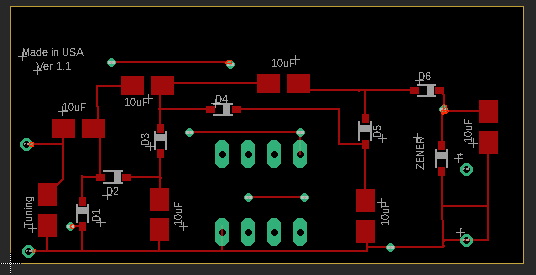 Made in USA
Ver 1.1
10uF
D6
10uF
10uF
D4
10uF
D3
D5
ZENER
D2
Tuning
D1
10uF
10uF